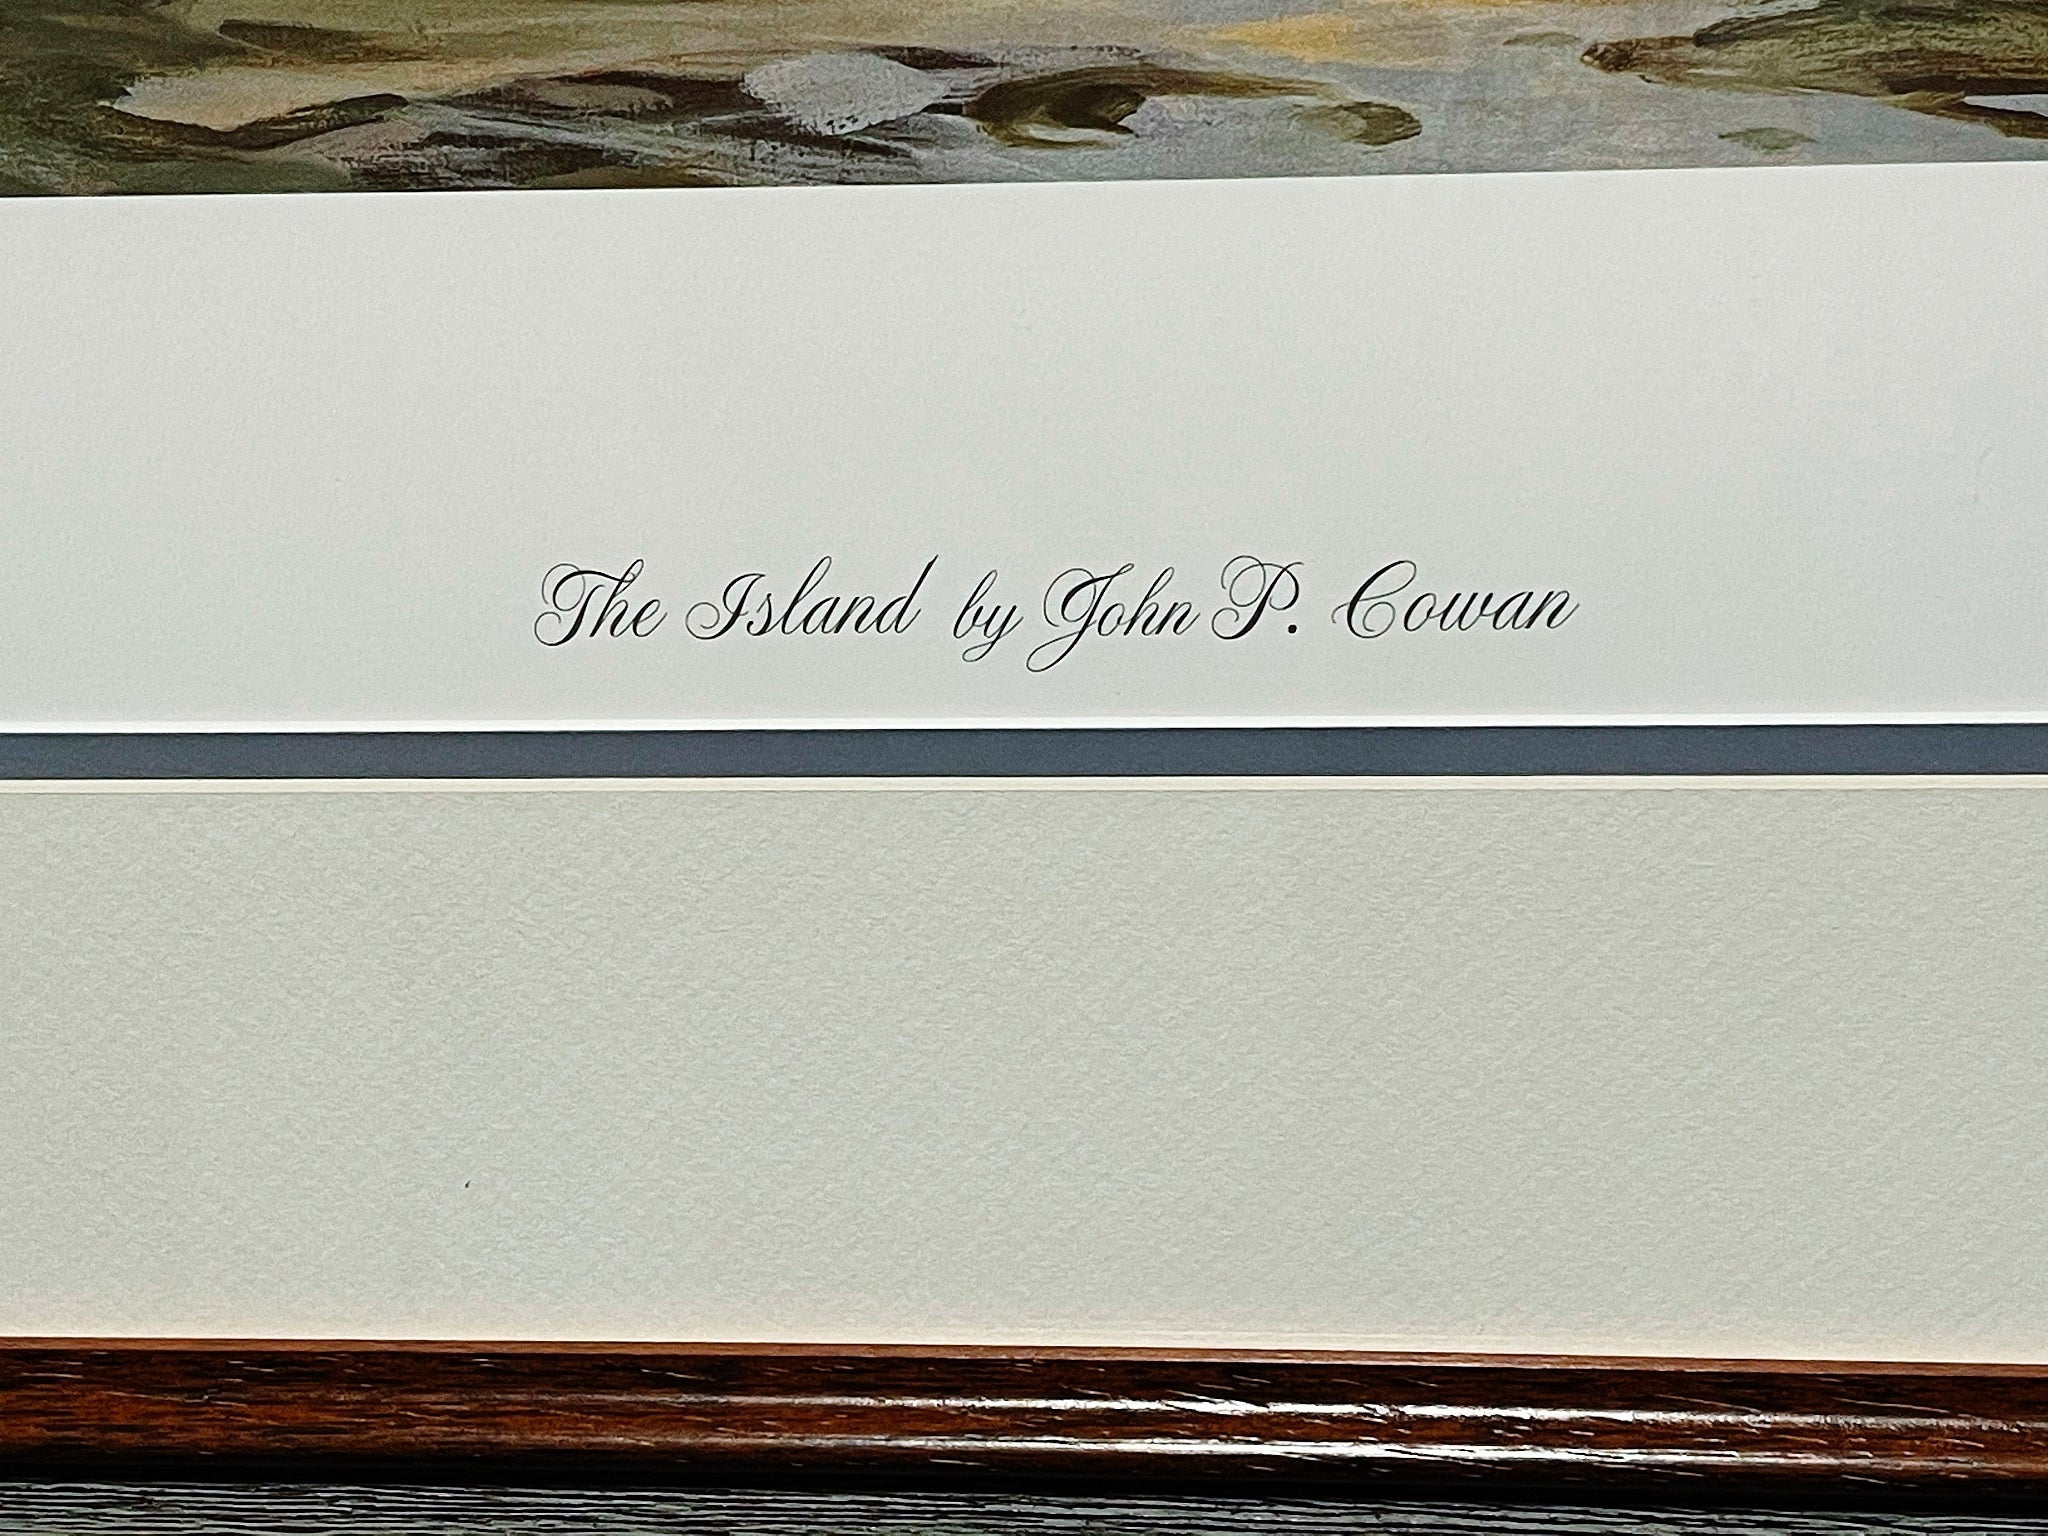 The Island by John P. Cowan